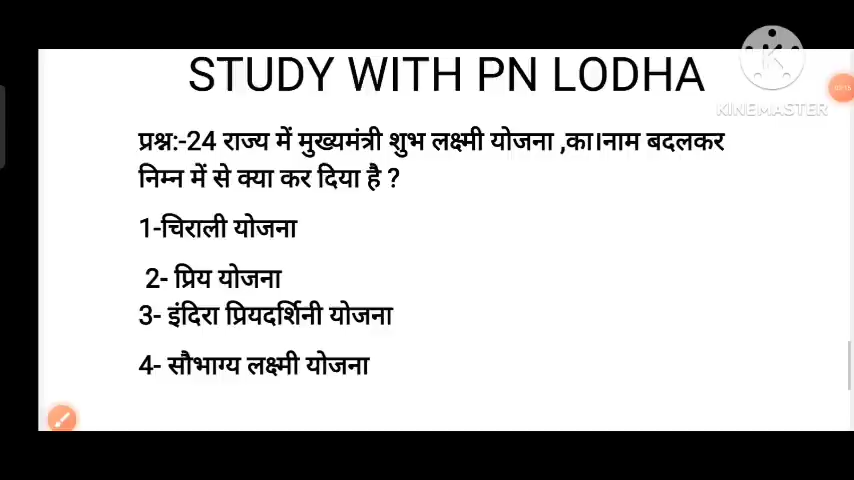 STUDY WITH PN LODHA
KINEMASTER
प्रश्न:-24 राज्य में मुख्यमंत्री शुभ लक्ष्मी योजना ,का।नाम बदलकर
निम्न में से क्या कर दिया है ?
1-चिराली योजना
2- प्रिय योजना
3- इंदिरा प्रियदर्शिनी योजना
4- सौभाग्य लक्ष्मी योजना